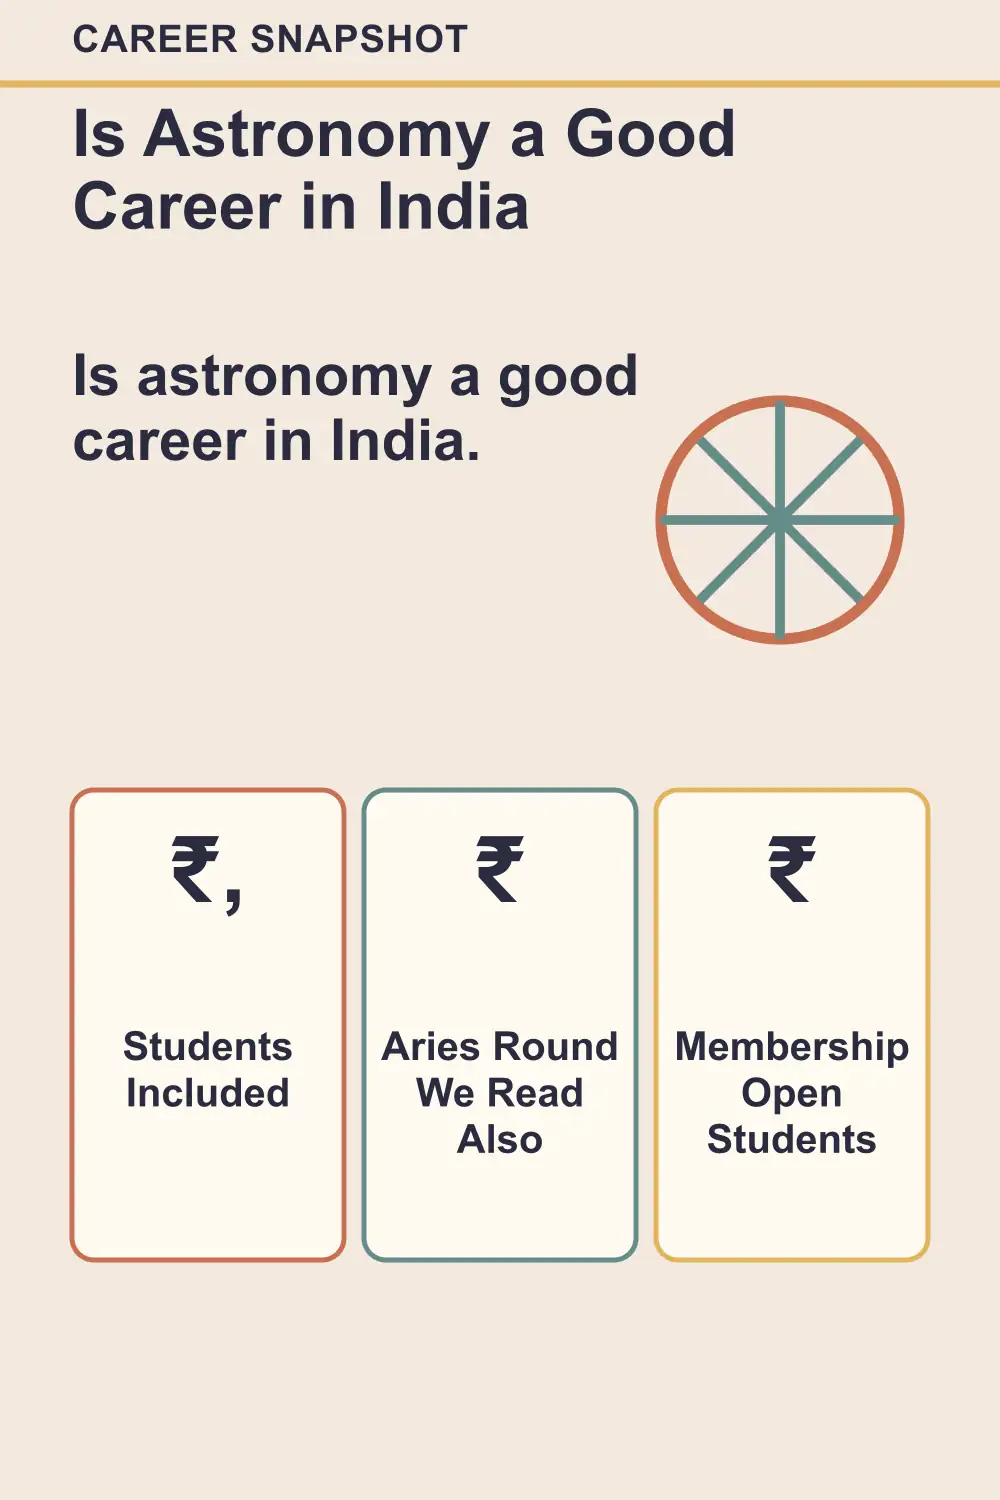 CAREER SNAPSHOT
Is Astronomy a Good
Career in India
Is astronomy a good
career in India.
₹,
Students
Included
₹
Aries Round
We Read
Also
₹
Membership
Open
Students